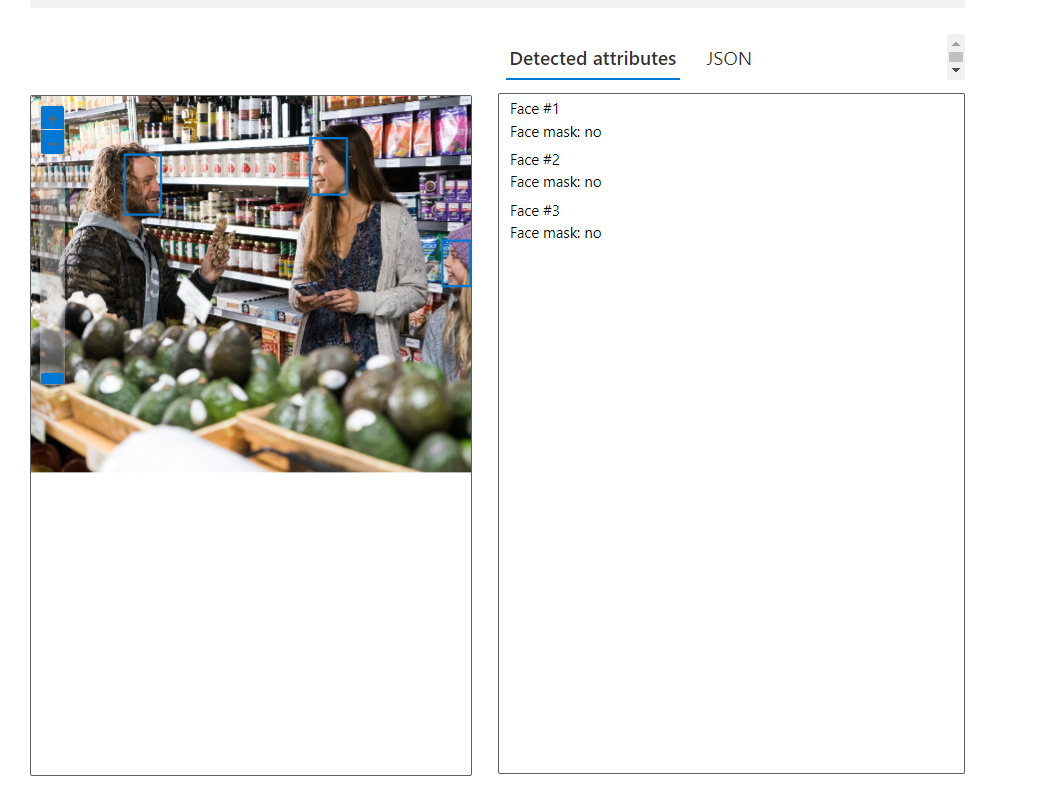 Detected attributes
JSON
Face #1
Face mask: no
Face #2
Face mask: no
Face #3
Face mask: no